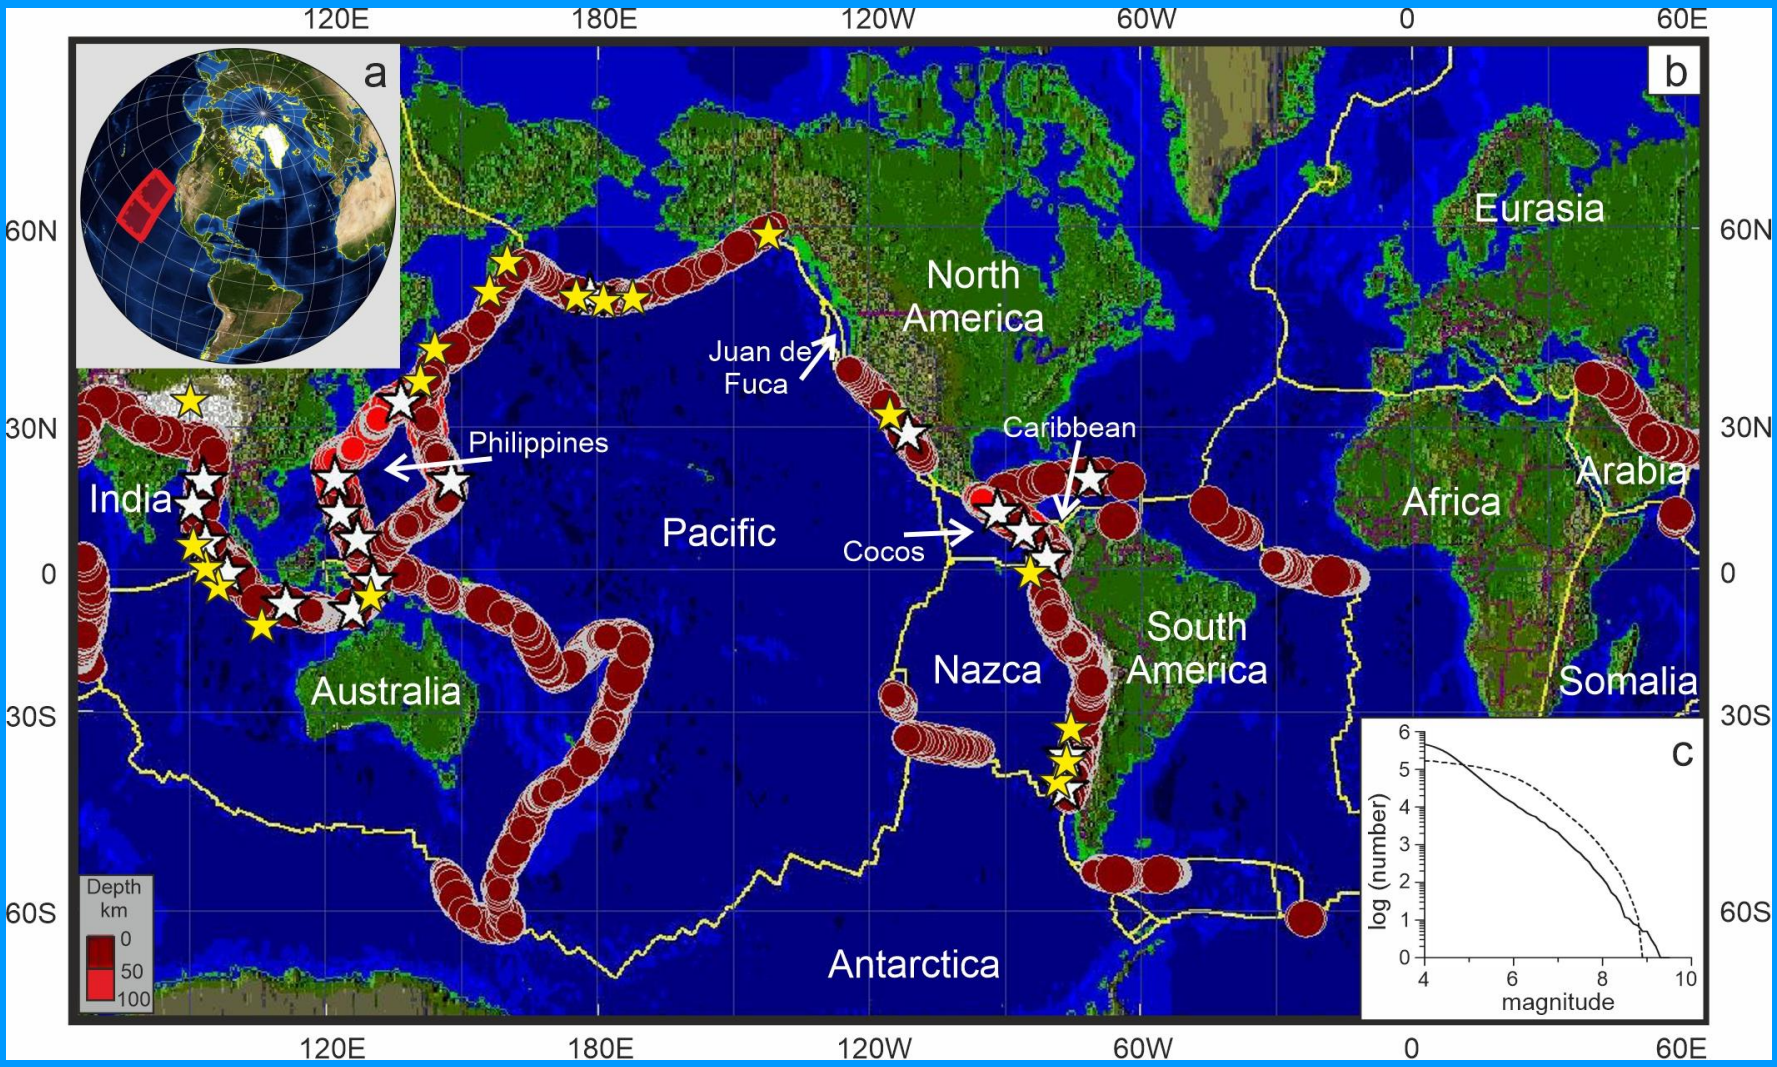 120E 180E 120W 60W 0 60E
a
b
60N
Eurasia
60N
North
America
Juan de
Fuca
30N
Philippines
Caribbean
30N
Arabia
India
Africa
Pacific
Cocos
0
0
South
America
Nazca
Somalia
Australia
30S
30S
6
5
4
3
2
1
0
log (number)
c
4 6 8 10
magnitude
Depth
km
0
50
100
60S
60S
Antarctica
120E 180E 120W 60W 0 60E